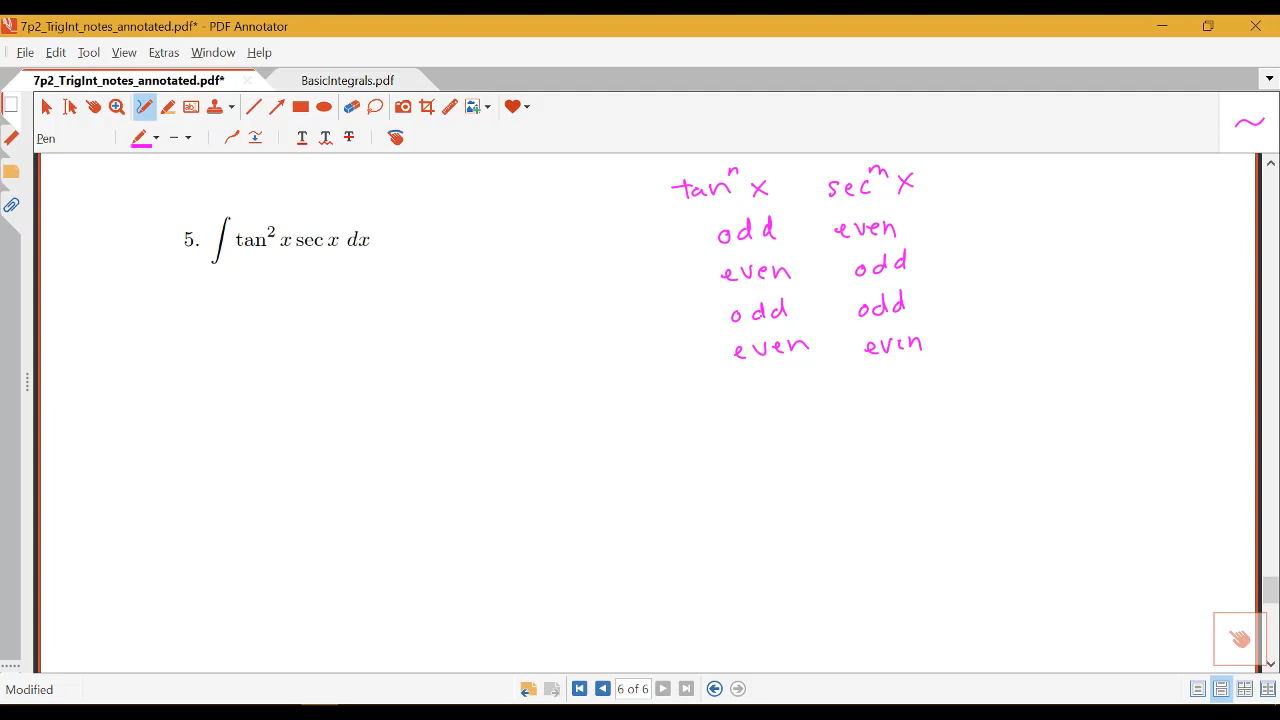 7p2_TrigInt_notes_annotated.pdf* - PDF Annotator
File Edit Tool View Extras Window Help
7p2_TrigInt_notes_annotated.pdf* BasicIntegrals.pdf
Pen
tanⁿ x secᵐ x
odd even
5. ∫ tan² x sec x dx
even odd
odd odd
even even
6 of 6
Modified